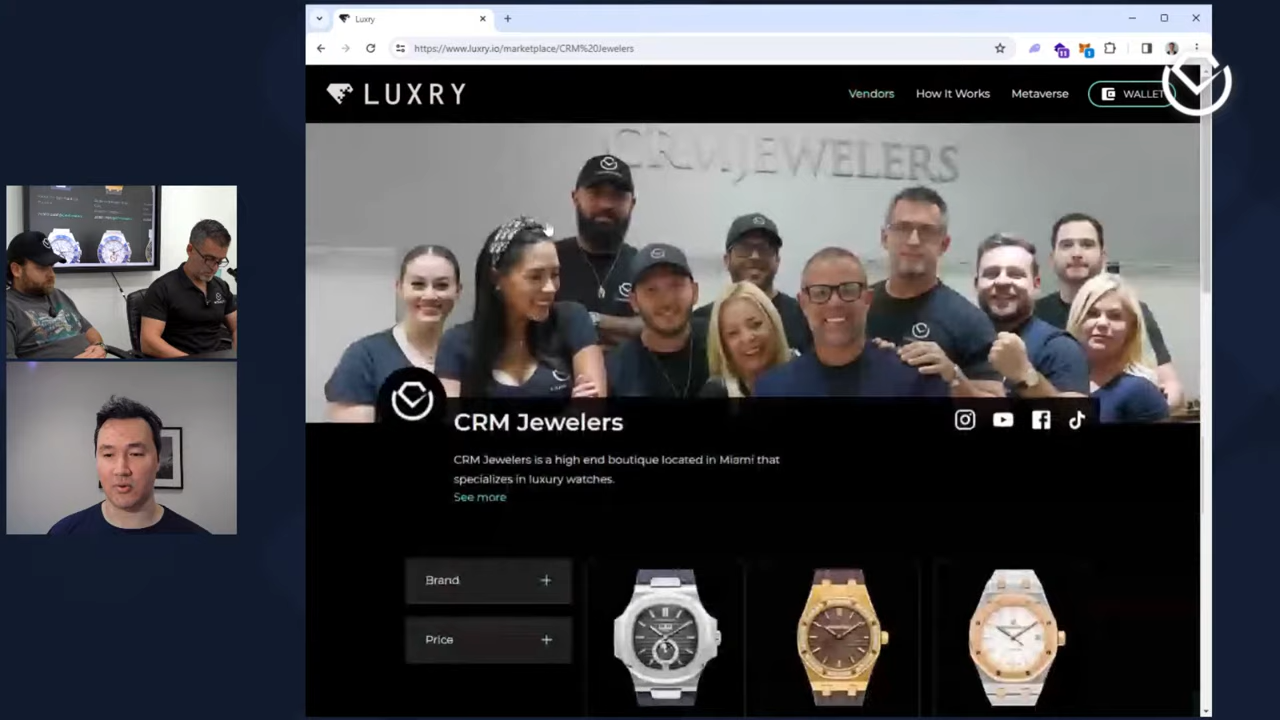 Luxry
https://www.luxry.io/marketplace/CRM%20Jewelers
11
LUXRY
Vendors
How It Works
Metaverse
WALLET
CRM JEWELERS
CRM Jewelers
CRM Jewelers is a high end boutique located in Miami that
specializes in luxury watches.
See more
Brand
Price